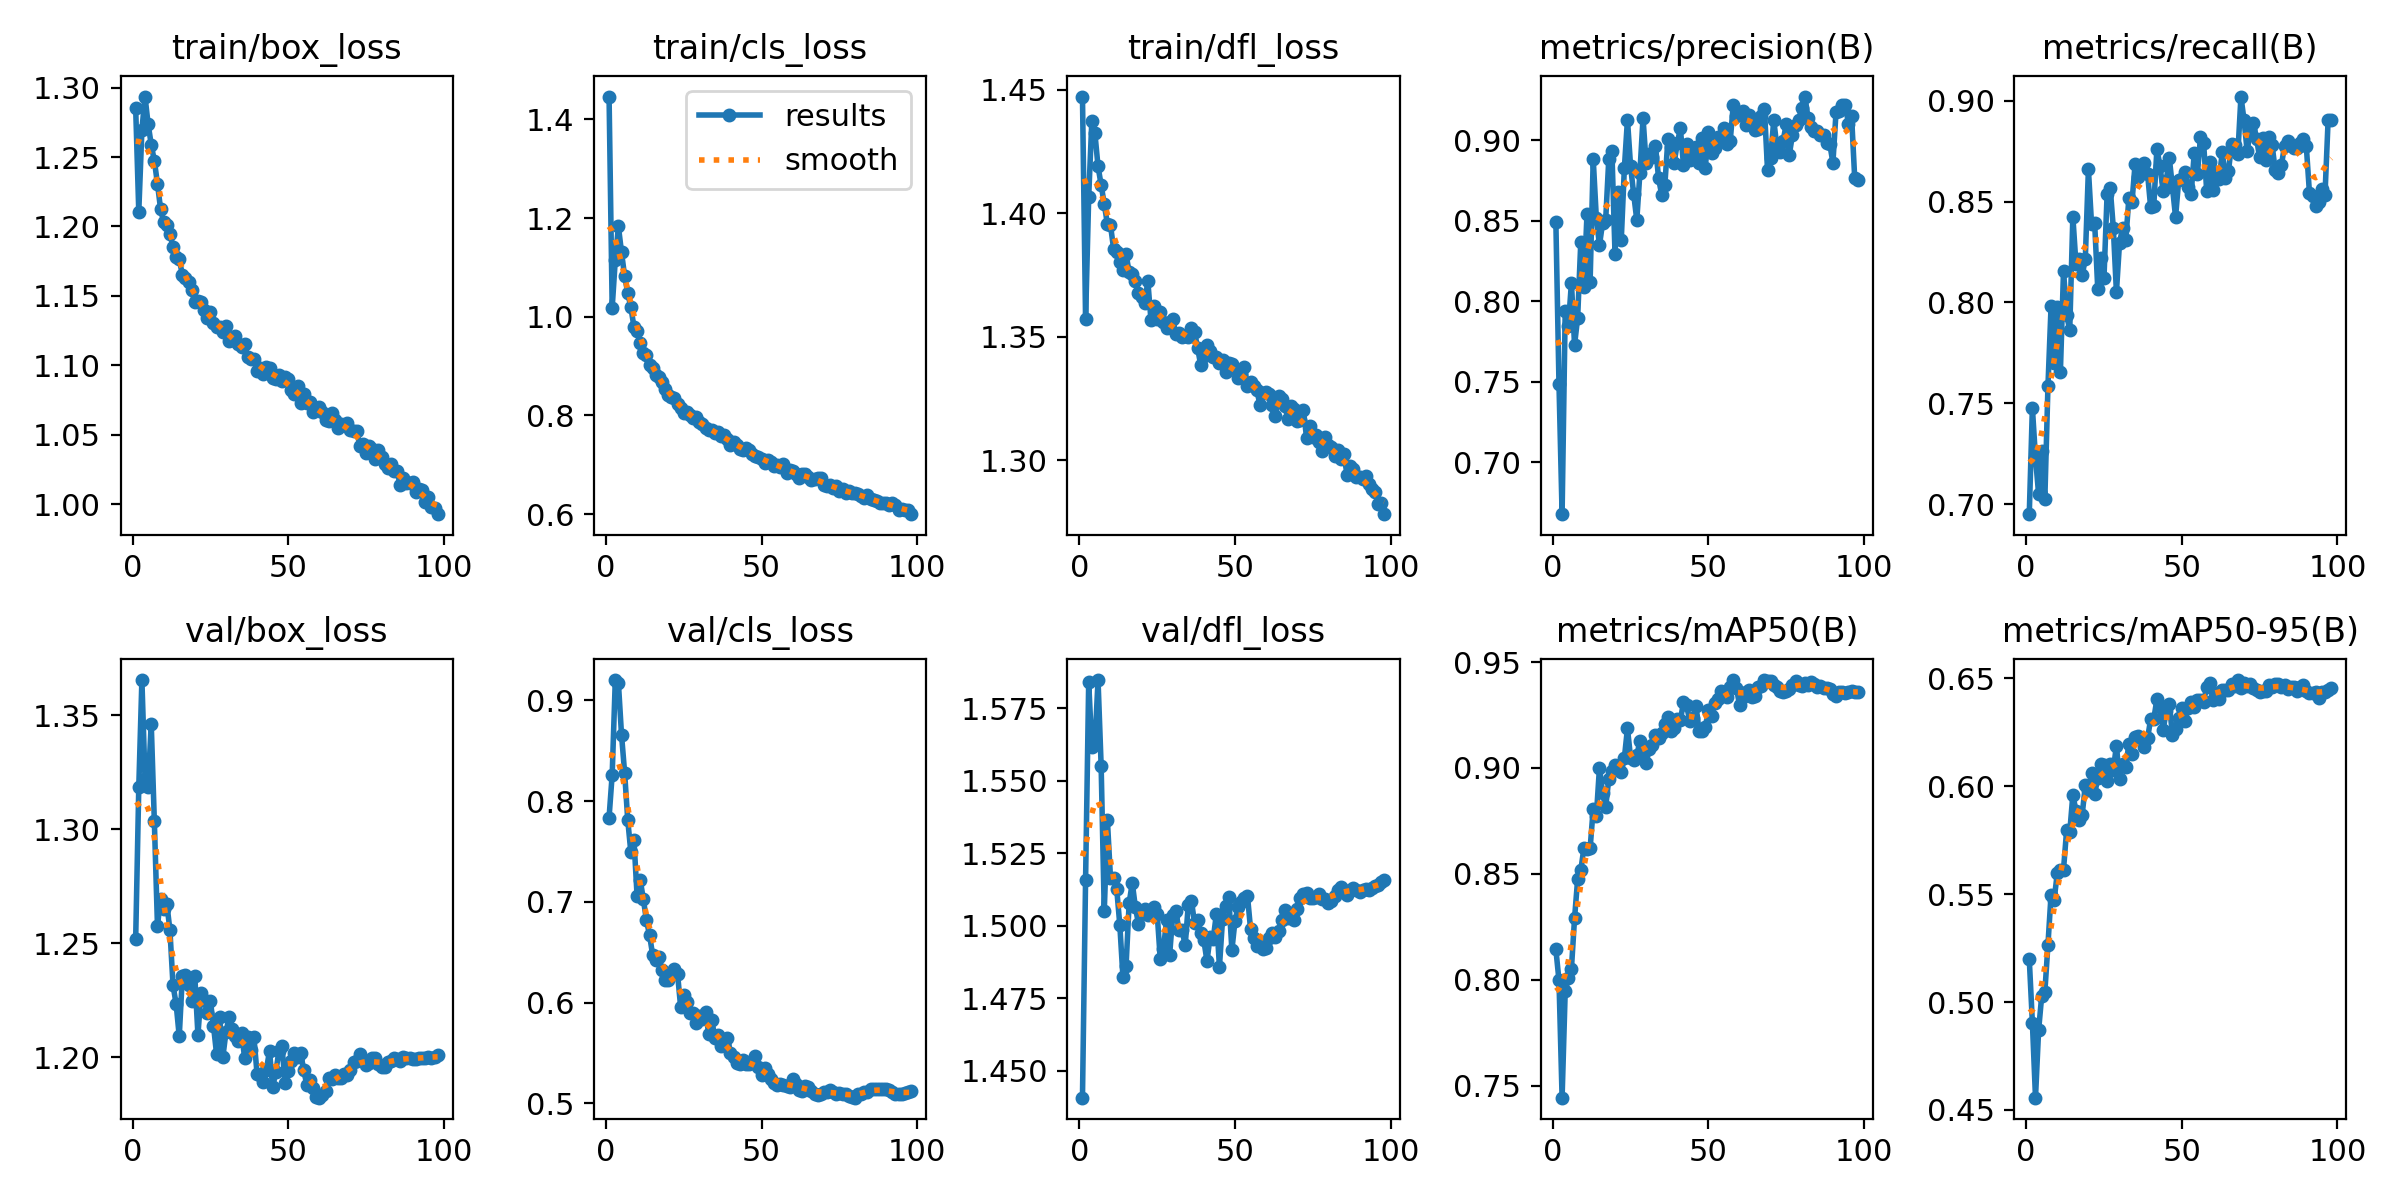 train/box_loss
1.30
1.25
1.20
1.15
1.10
1.05
1.00
0 50 100
train/cls_loss
results
smooth
1.4
1.2
1.0
0.8
0.6
0 50 100
train/dfl_loss
1.45
1.40
1.35
1.30
0 50 100
metrics/precision(B)
0.90
0.85
0.80
0.75
0.70
0 50 100
metrics/recall(B)
0.90
0.85
0.80
0.75
0.70
0 50 100
val/box_loss
1.35
1.30
1.25
1.20
0 50 100
val/cls_loss
0.9
0.8
0.7
0.6
0.5
0 50 100
val/dfl_loss
1.575
1.550
1.525
1.500
1.475
1.450
0 50 100
metrics/mAP50(B)
0.95
0.90
0.85
0.80
0.75
0 50 100
metrics/mAP50-95(B)
0.65
0.60
0.55
0.50
0.45
0 50 100